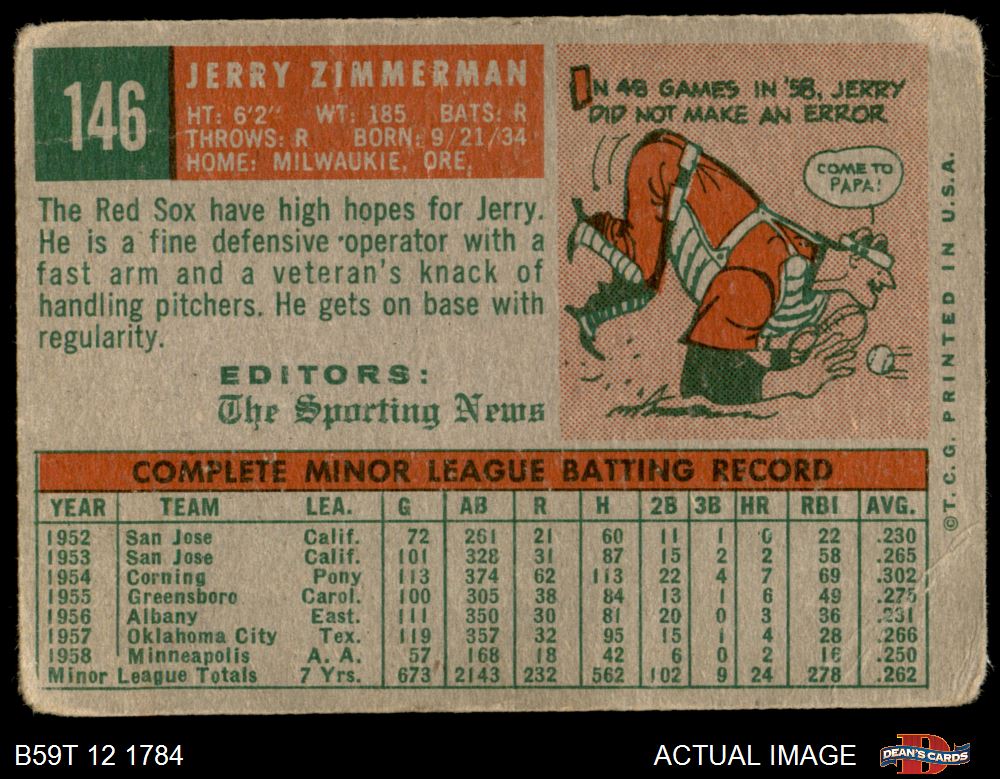 146
JERRY ZIMMERMAN
HT: 6'2" WT: 185 BATS: R
THROWS: R BORN: 9/21/34
HOME: MILWAUKIE, ORE,
The Red Sox have high hopes for Jerry.
He is a fine defensive operator with a
fast arm and a veteran's knack of
handling pitchers. He gets on base with
regularity.
EDITORS:
The Sporting News
IN 48 GAMES IN '58, JERRY
DID NOT MAKE AN ERROR
COME TO
PAPA!
©T.C.G. PRINTED IN U.S.A.
COMPLETE MINOR LEAGUE BATTING RECORD
YEAR TEAM LEA. G AB R H 2B 3B HR RBI AVG.
1952 San Jose Calif. 72 261 21 60 11 1 0 22 .230
1953 San Jose Calif. 101 328 31 87 15 2 2 58 .265
1954 Corning Pony 113 374 62 113 22 4 7 69 .302
1955 Greensboro Carol. 100 305 38 84 13 1 6 49 .275
1956 Albany East. 111 350 30 81 20 0 3 36 .231
1957 Oklahoma City Tex. 119 357 32 95 15 1 4 28 .266
1958 Minneapolis A. A. 57 168 18 42 6 0 2 16 .250
Minor League Totals 7 Yrs. 673 2143 232 562 102 9 24 278 .262
B59T 12 1784
ACTUAL IMAGE
DEAN'S CARDS